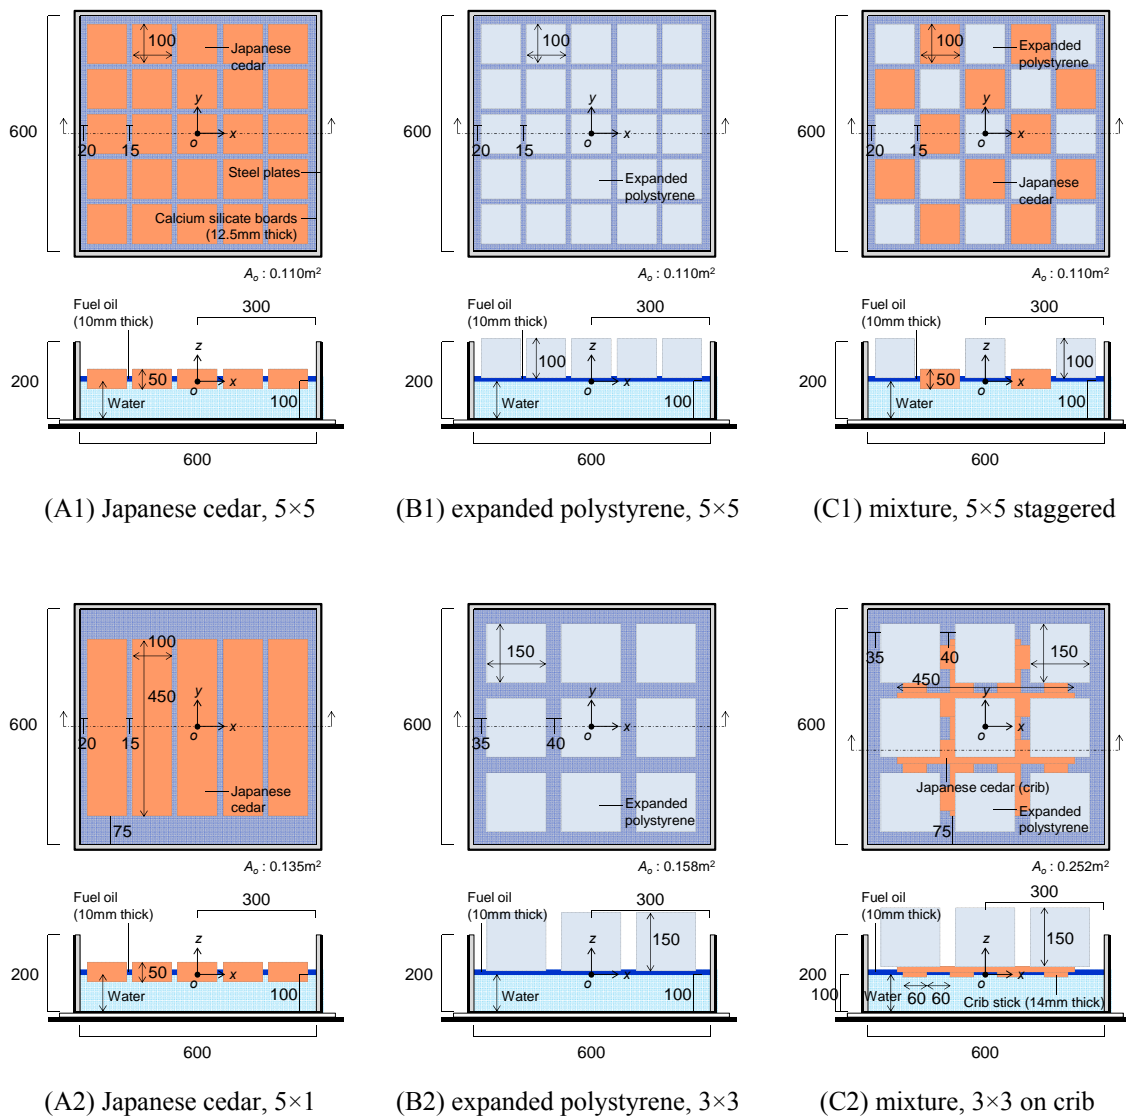 100
Japanese
cedar
y
x
o
600
20
15
Steel plates
Calcium silicate boards
(12.5mm thick)
Ao : 0.110m²
Fuel oil
(10mm thick)
300
z
50
x
o
200
Water
100
600
(A1) Japanese cedar, 5×5
100
y
x
o
20
15
Expanded
polystyrene
Ao : 0.110m²
Fuel oil
(10mm thick)
300
z
100
x
o
200
Water
100
600
(B1) expanded polystyrene, 5×5
100
Expanded
polystyrene
y
x
o
600
20
15
Japanese
cedar
Ao : 0.110m²
Fuel oil
(10mm thick)
300
z
50
100
x
o
200
Water
100
600
(C1) mixture, 5×5 staggered
100
450
y
x
o
600
20
15
Japanese
cedar
75
Ao : 0.135m²
Fuel oil
(10mm thick)
300
z
50
x
o
200
Water
100
600
(A2) Japanese cedar, 5×1
150
y
x
o
600
35
40
Expanded
polystyrene
Ao : 0.158m²
Fuel oil
(10mm thick)
300
z
150
x
o
200
Water
100
600
(B2) expanded polystyrene, 3×3
35
40
150
450
y
x
o
600
Japanese cedar (crib)
Expanded
polystyrene
75
Ao : 0.252m²
Fuel oil
(10mm thick)
300
z
150
x
o
200
100
Water
60
60
Crib stick (14mm thick)
600
(C2) mixture, 3×3 on crib